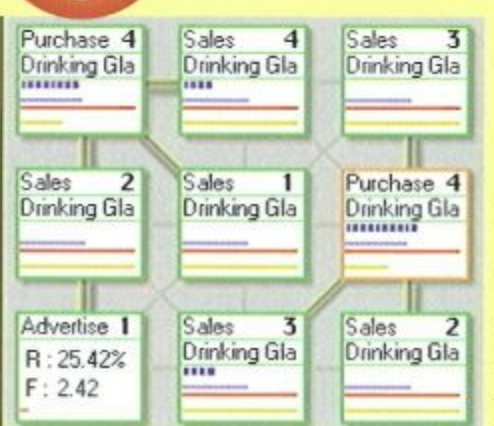 Purchase 4
Drinking Gla
Sales 4
Drinking Gla
Sales 3
Drinking Gla
Sales 2
Drinking Gla
Sales 1
Drinking Gla
Purchase 4
Drinking Gla
Advertise 1
R : 25.42%
F : 2.42
Sales 3
Drinking Gla
Sales 2
Drinking Gla